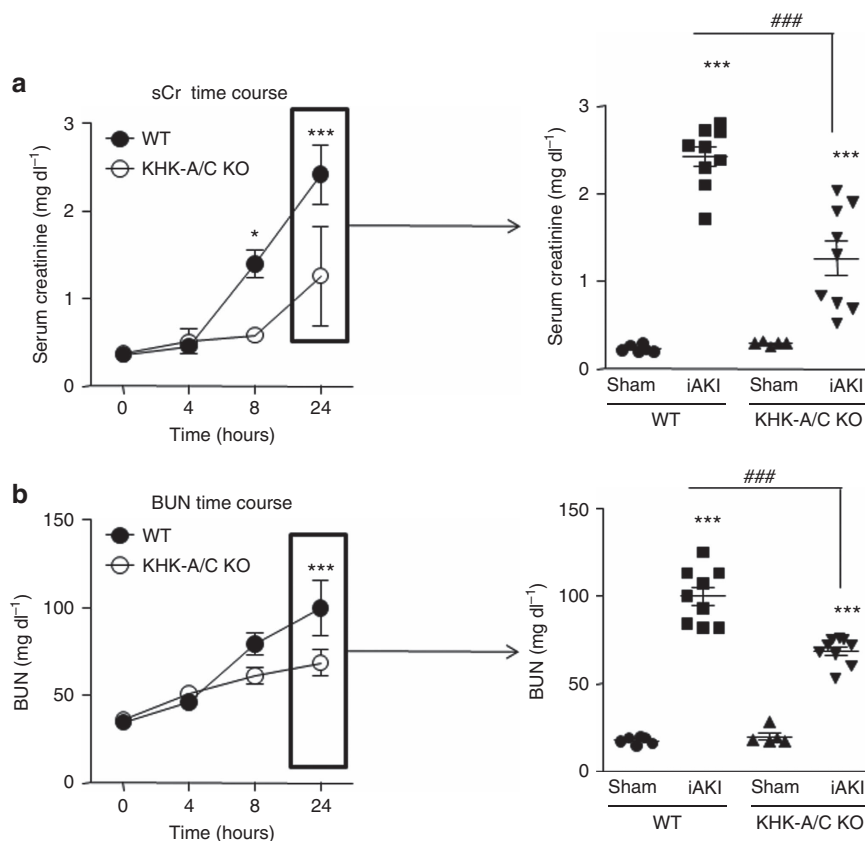 a
sCr time course
WT
KHK-A/C KO
***
*
3
2
1
0
Serum creatinine (mg dl⁻¹)
0 4 8 24
Time (hours)
###
***
***
3
2
1
0
Serum creatinine (mg dl⁻¹)
Sham iAKI Sham iAKI
WT KHK-A/C KO
b
BUN time course
WT
KHK-A/C KO
***
150
100
50
0
BUN (mg dl⁻¹)
0 4 8 24
Time (hours)
###
***
***
150
100
50
0
BUN (mg dl⁻¹)
Sham iAKI Sham iAKI
WT KHK-A/C KO